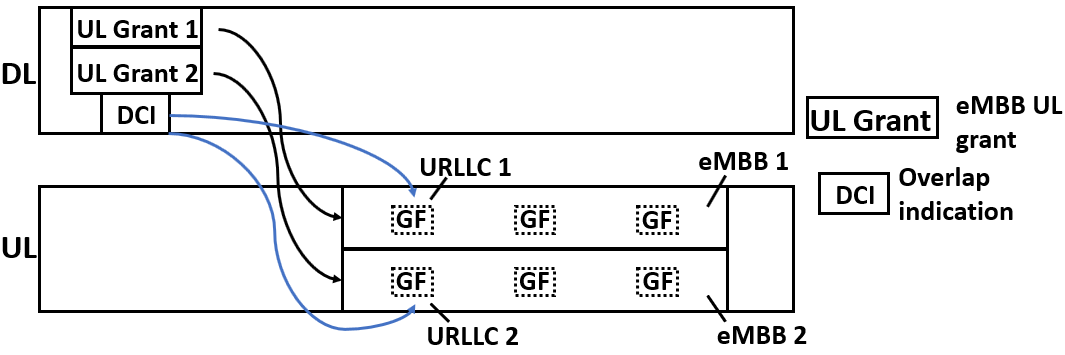 UL Grant 1
UL Grant 2
DCI
DL
UL Grant
eMBB UL
grant
DCI
Overlap
indication
URLLC 1
eMBB 1
GF
GF
GF
UL
GF
GF
GF
URLLC 2
eMBB 2